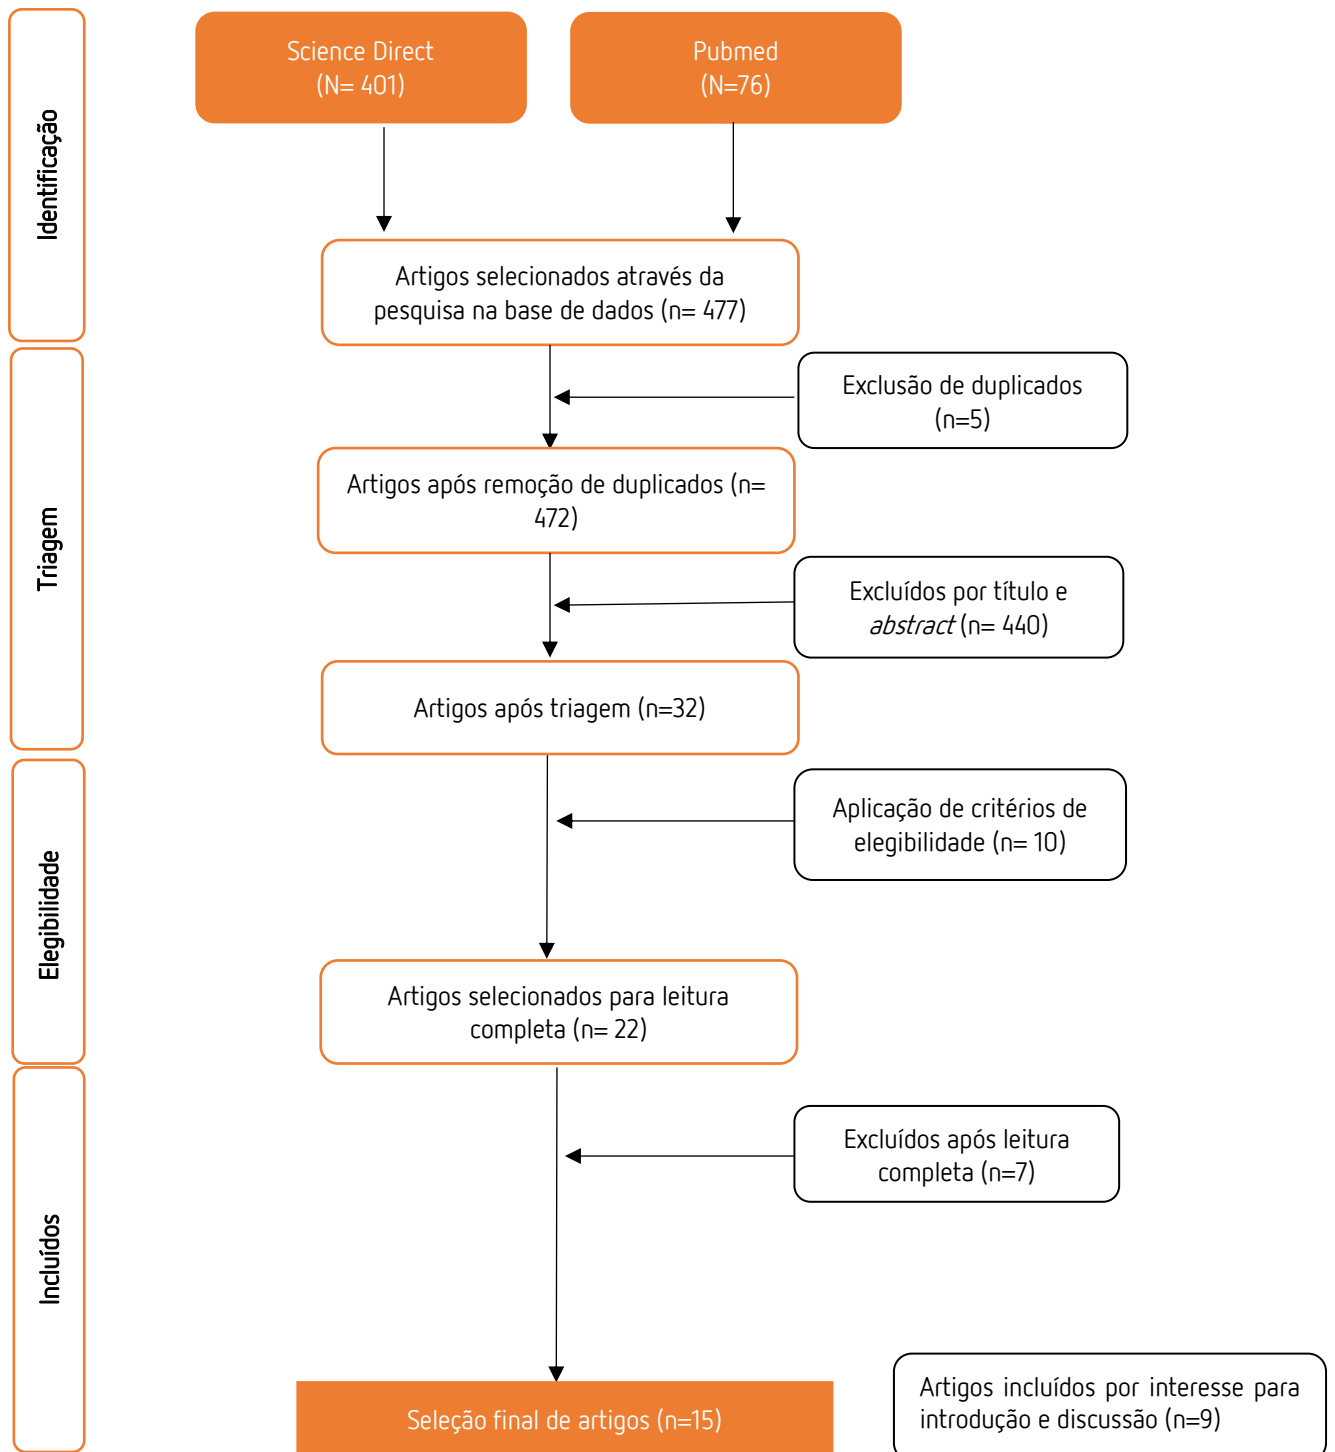 Identificação
Science Direct
(N= 401)
Pubmed
(N=76)
Artigos selecionados através da
pesquisa na base de dados (n= 477)
Triagem
Exclusão de duplicados
(n=5)
Artigos após remoção de duplicados (n=
472)
Excluídos por título e
abstract (n= 440)
Artigos após triagem (n=32)
Elegibilidade
Aplicação de critérios de
elegibilidade (n= 10)
Artigos selecionados para leitura
completa (n= 22)
Incluídos
Excluídos após leitura
completa (n=7)
Seleção final de artigos (n=15)
Artigos incluídos por interesse para
introdução e discussão (n=9)